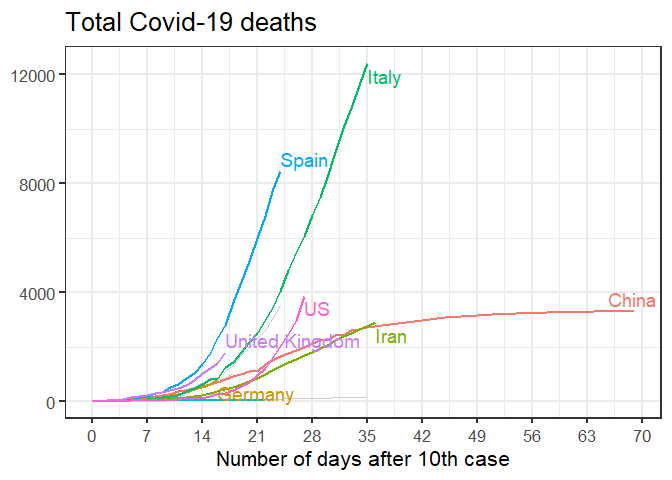 Total Covid-19 deaths
12000
Italy
Spain
8000
4000
US
China
United Kingdom
Iran
Germany
0
0 7 14 21 28 35 42 49 56 63 70
Number of days after 10th case